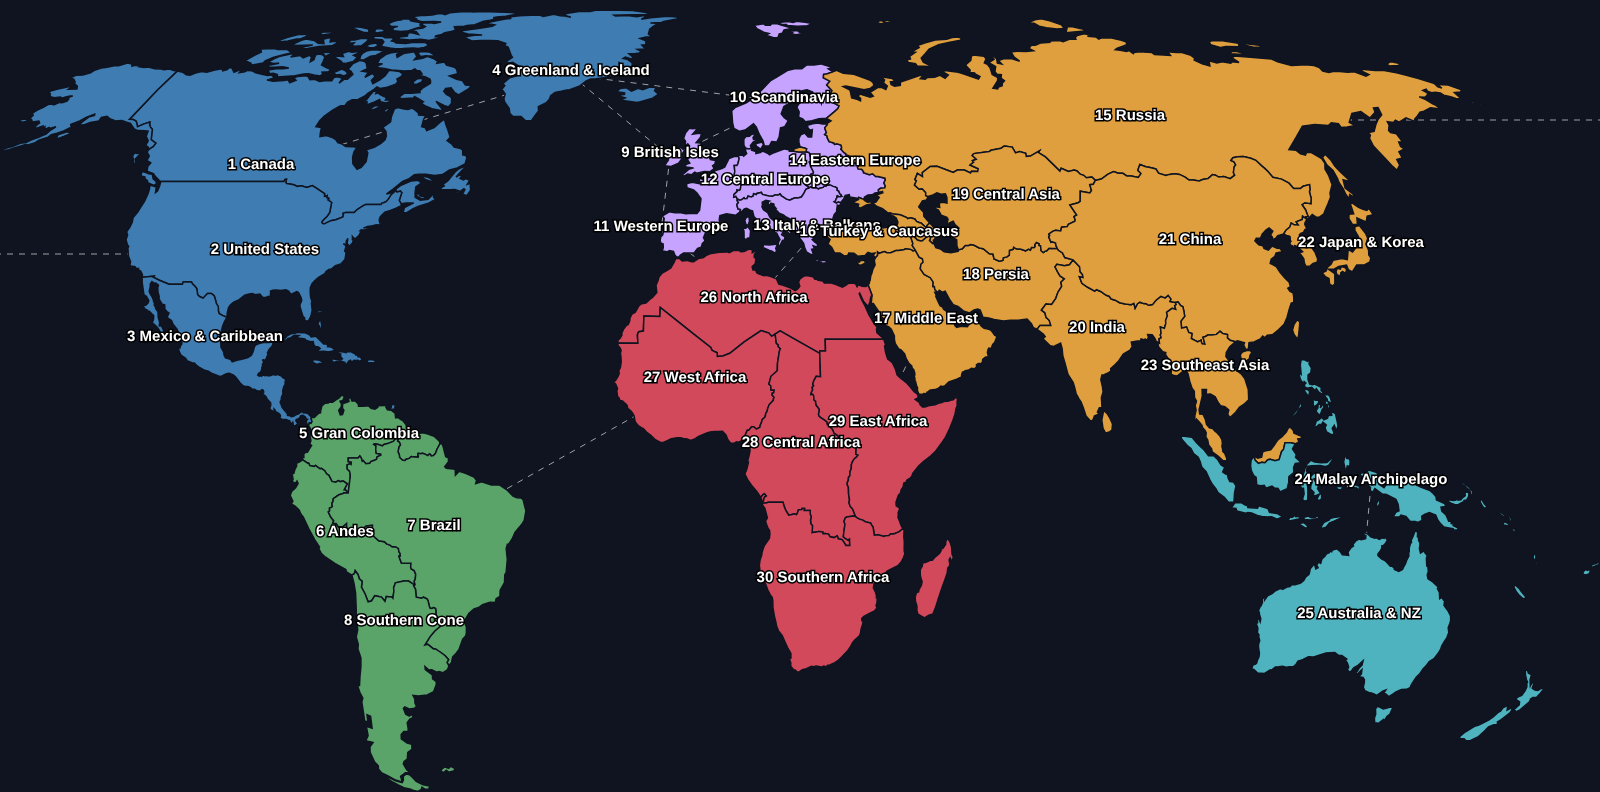 1 Canada
2 United States
3 Mexico & Caribbean
4 Greenland & Iceland
5 Gran Colombia
6 Andes
7 Brazil
8 Southern Cone
9 British Isles
10 Scandinavia
11 Western Europe
12 Central Europe
13 Italy & Balkans
14 Eastern Europe
15 Russia
16 Turkey & Caucasus
17 Middle East
18 Persia
19 Central Asia
20 India
21 China
22 Japan & Korea
23 Southeast Asia
24 Malay Archipelago
25 Australia & NZ
26 North Africa
27 West Africa
28 Central Africa
29 East Africa
30 Southern Africa